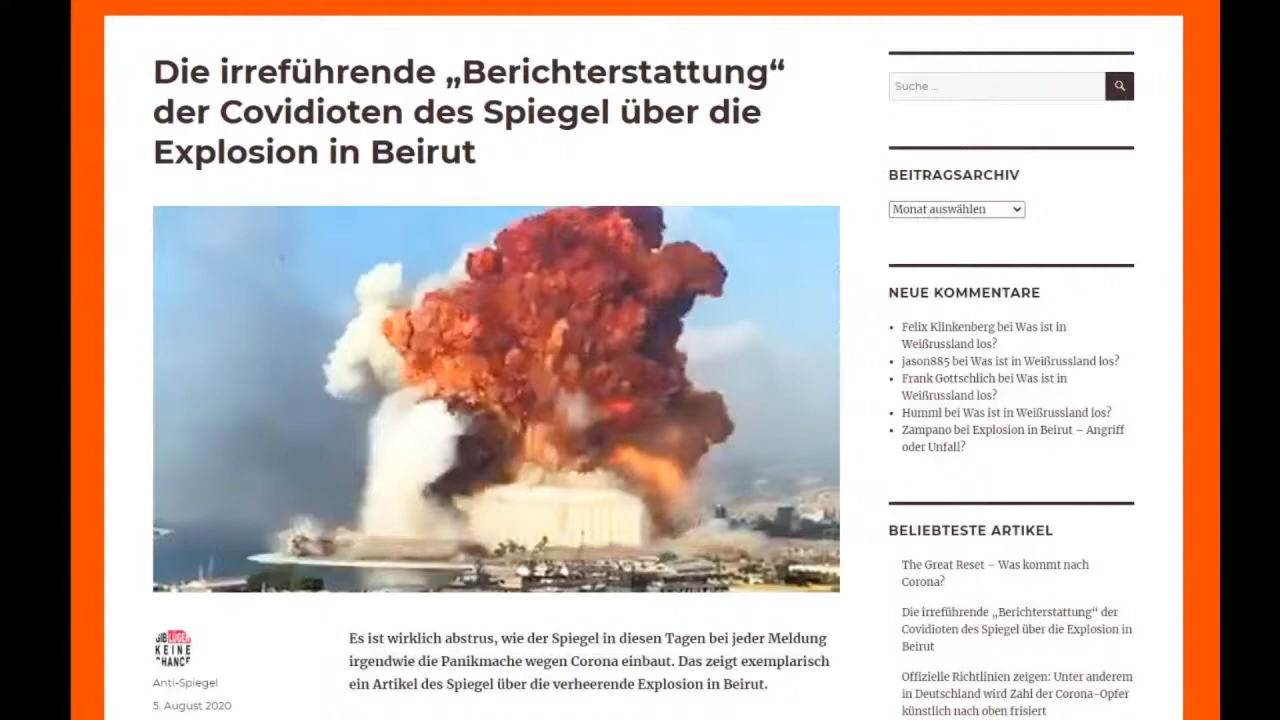 Die irreführende „Berichterstattung“
der Covidioten des Spiegel über die
Explosion in Beirut
GIB LÜGEN
KEINE
CHANCE
Anti-Spiegel
5. August 2020
Es ist wirklich abstrus, wie der Spiegel in diesen Tagen bei jeder Meldung
irgendwie die Panikmache wegen Corona einbaut. Das zeigt exemplarisch
ein Artikel des Spiegel über die verheerende Explosion in Beirut.
Suche …
BEITRAGSARCHIV
Monat auswählen
NEUE KOMMENTARE
Felix Klinkenberg bei Was ist in
Weißrussland los?
jason885 bei Was ist in Weißrussland los?
Frank Gottschlich bei Was ist in
Weißrussland los?
Humml bei Was ist in Weißrussland los?
Zampano bei Explosion in Beirut – Angriff
oder Unfall?
BELIEBTESTE ARTIKEL
The Great Reset – Was kommt nach
Corona?
Die irreführende „Berichterstattung“ der
Covidioten des Spiegel über die Explosion in
Beirut
Offizielle Richtlinien zeigen: Unter anderem
in Deutschland wird Zahl der Corona-Opfer
künstlich nach oben frisiert